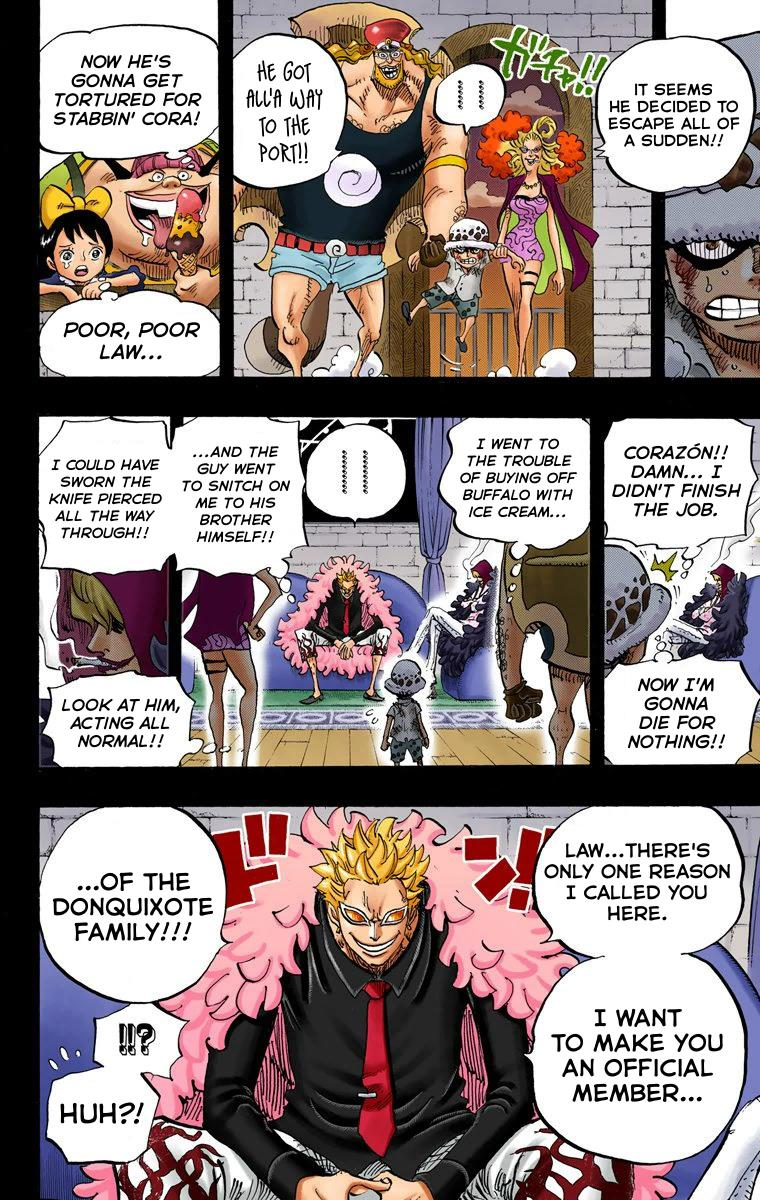 IT SEEMS
HE DECIDED TO
ESCAPE ALL OF
A SUDDEN!!
ガチャ!!
!!
HE GOT
ALL'A WAY
TO THE
PORT!!
NOW HE'S
GONNA GET
TORTURED FOR
STABBIN' CORA!
POOR, POOR
LAW...
CORAZÓN!!
DAMN... I
DIDN'T FINISH
THE JOB.
NOW I'M
GONNA
DIE FOR
NOTHING!!
I WENT TO
THE TROUBLE
OF BUYING OFF
BUFFALO WITH
ICE CREAM...
!!
...AND THE
GUY WENT
TO SNITCH ON
ME TO HIS
BROTHER
HIMSELF!!
I COULD HAVE
SWORN THE
KNIFE PIERCED
ALL THE WAY
THROUGH!!
LOOK AT HIM,
ACTING ALL
NORMAL!!
LAW...THERE'S
ONLY ONE REASON
I CALLED YOU
HERE.
I WANT
TO MAKE YOU
AN OFFICIAL
MEMBER...
ドン!!
...OF THE
DONQUIXOTE
FAMILY!!!
!!?
HUH?!